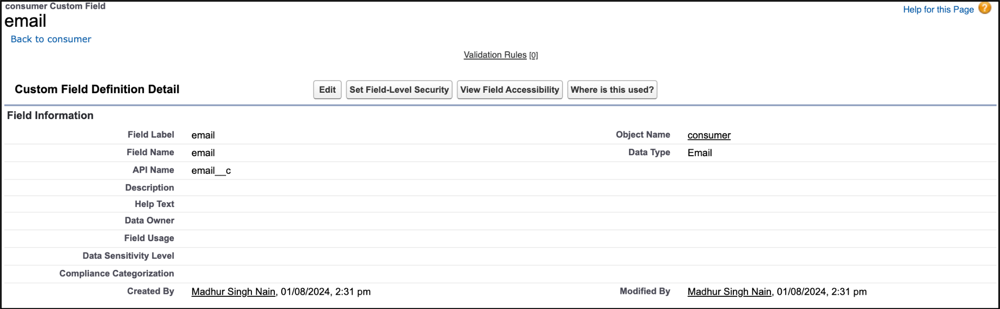 consumer Custom Field
Help for this Page ?
email
Back to consumer
Validation Rules [0]
Custom Field Definition Detail
Edit
Set Field-Level Security
View Field Accessibility
Where is this used?
Field Information
Field Label email Object Name consumer
Field Name email Data Type Email
API Name email__c
Description
Help Text
Data Owner
Field Usage
Data Sensitivity Level
Compliance Categorization
Created By Madhur Singh Nain, 01/08/2024, 2:31 pm Modified By Madhur Singh Nain, 01/08/2024, 2:31 pm